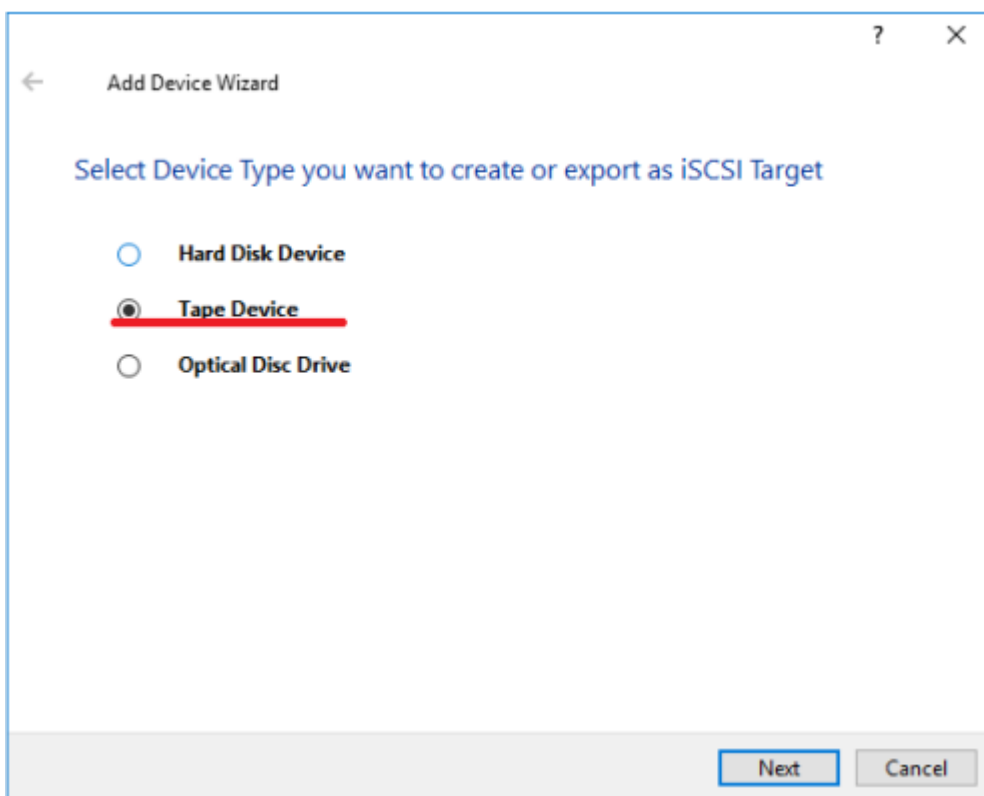 ?
Add Device Wizard
Select Device Type you want to create or export as iSCSI Target
Hard Disk Device
Tape Device
Optical Disc Drive
Next Cancel